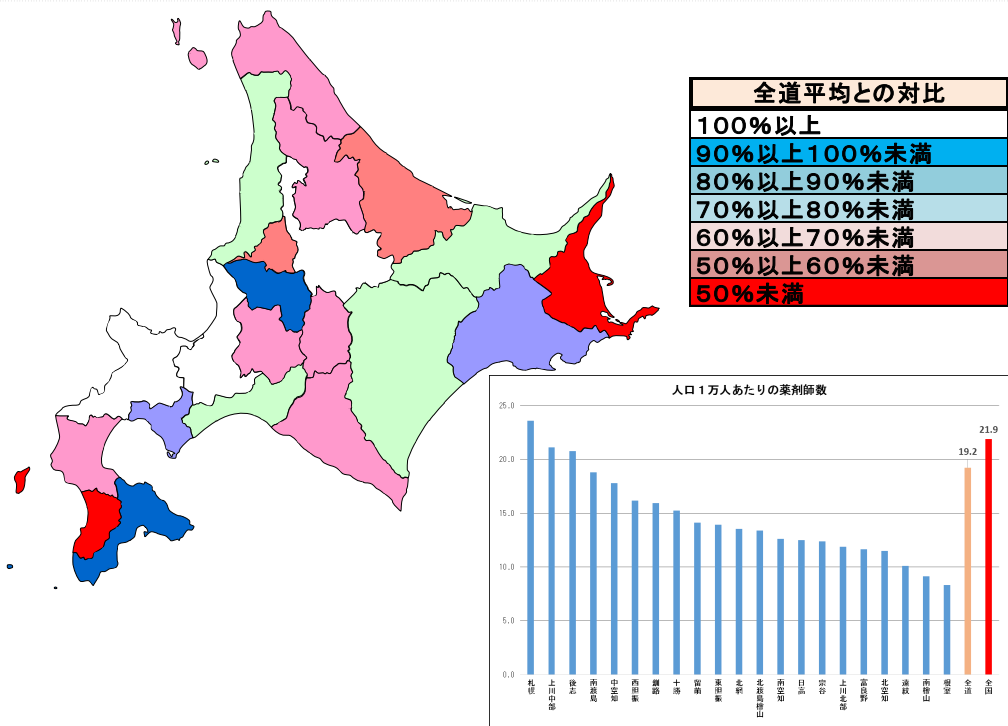 全道平均との対比
100%以上
90%以上100%未満
80%以上90%未満
70%以上80%未満
60%以上70%未満
50%以上60%未満
50%未満
人口1万人あたりの薬剤師数
25.0
20.0
15.0
10.0
5.0
0.0
19.2
21.9
札幌
上川中部
後志
南渡島
中空知
西胆振
釧路
十勝
留萌
東胆振
北網
北渡島檜山
南空知
日高
宗谷
上川北部
富良野
北空知
遠紋
南檜山
根室
全道
全国